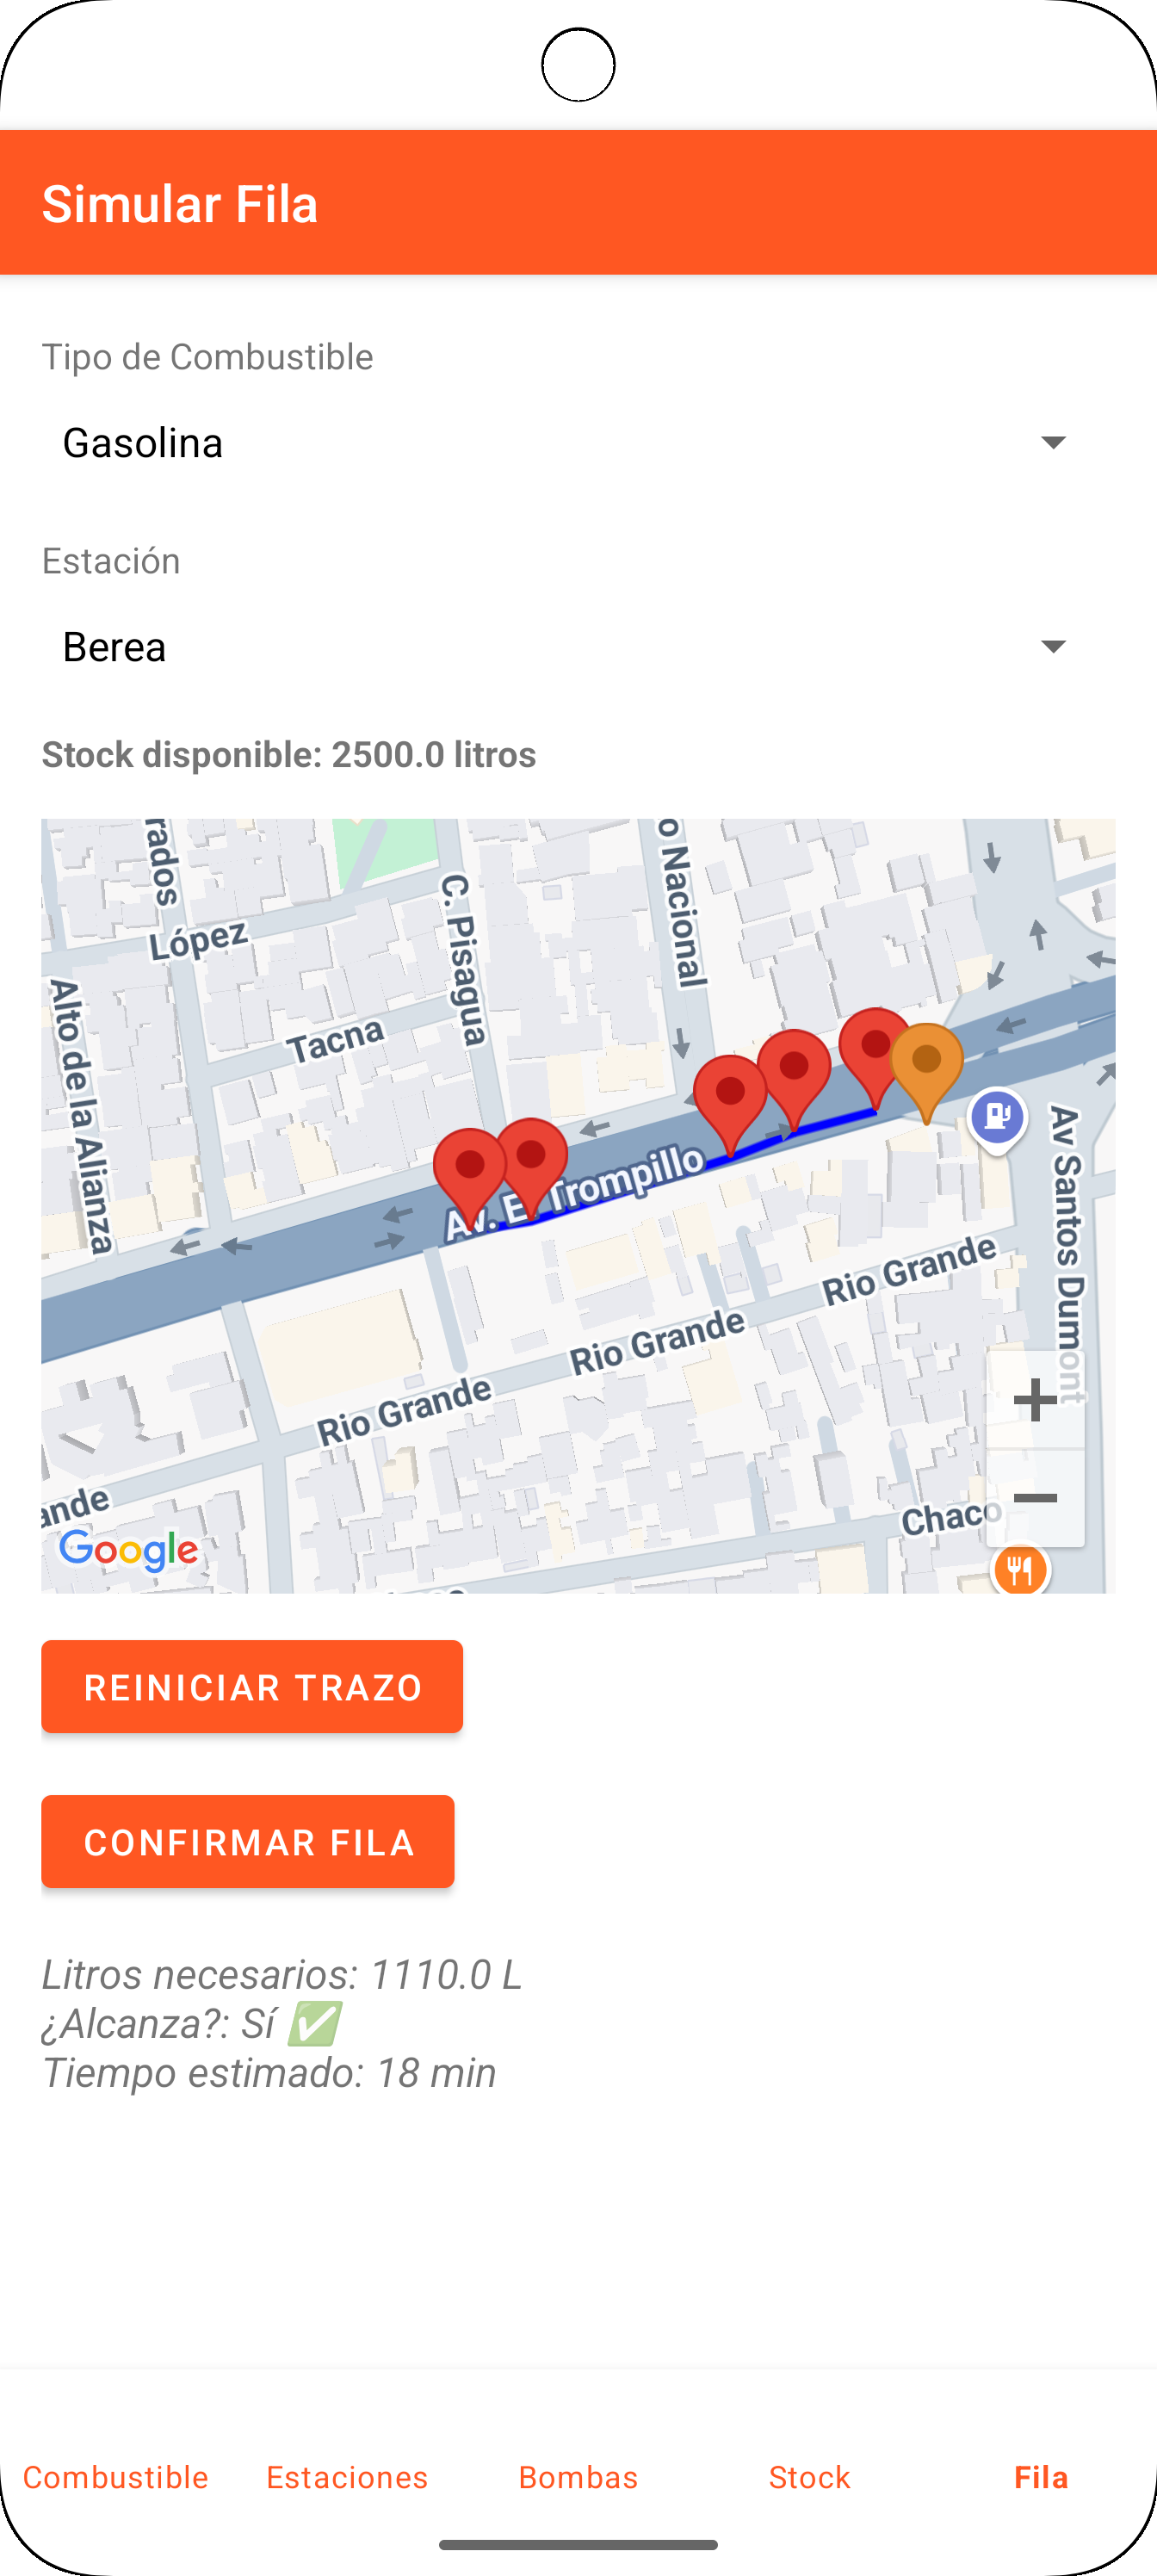 Simular Fila
Tipo de Combustible
Gasolina
Estación
Berea
Stock disponible: 2500.0 litros
rados
López
C. Pisagua
o Nacional
Alto de la Alianza
Tacna
Av. E Trompillo
Av Santos Dumont
Rio Grande
Rio Grande
Rio Grande
ande
Chaco
Google
REINICIAR TRAZO
CONFIRMAR FILA
Litros necesarios: 1110.0 L
¿Alcanza?: Sí ✅
Tiempo estimado: 18 min
Combustible
Estaciones
Bombas
Stock
Fila